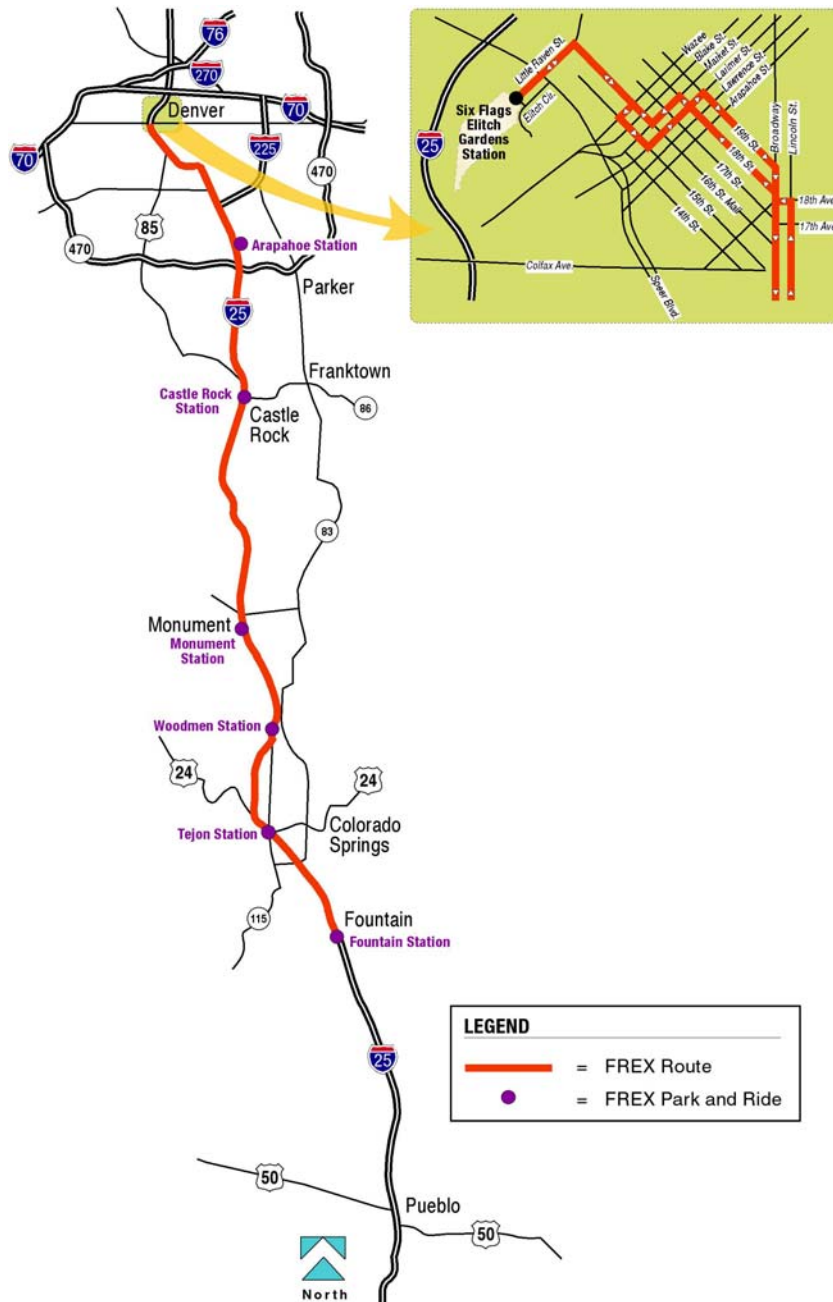 76
270
Denver
70
70
225
470
85
470
Arapahoe Station
Parker
25
Franktown
Castle Rock
Station
86
Castle
Rock
83
Monument
Monument
Station
Woodmen Station
24
24
Tejon Station
Colorado
Springs
115
Fountain
Fountain Station
25
50
Pueblo
50
North
Little Raven St.
Elitch Cir.
Six Flags
Elitch
Gardens
Station
25
Wazee
Blake St.
Market St.
Larimer St.
Lawrence St.
Arapahoe St.
Broadway
Lincoln St.
19th St.
18th St.
17th St.
16th St. Mall
15th St.
14th St.
18th Ave
17th Ave
Colfax Ave.
Speer Blvd.
LEGEND
= FREX Route
= FREX Park and Ride